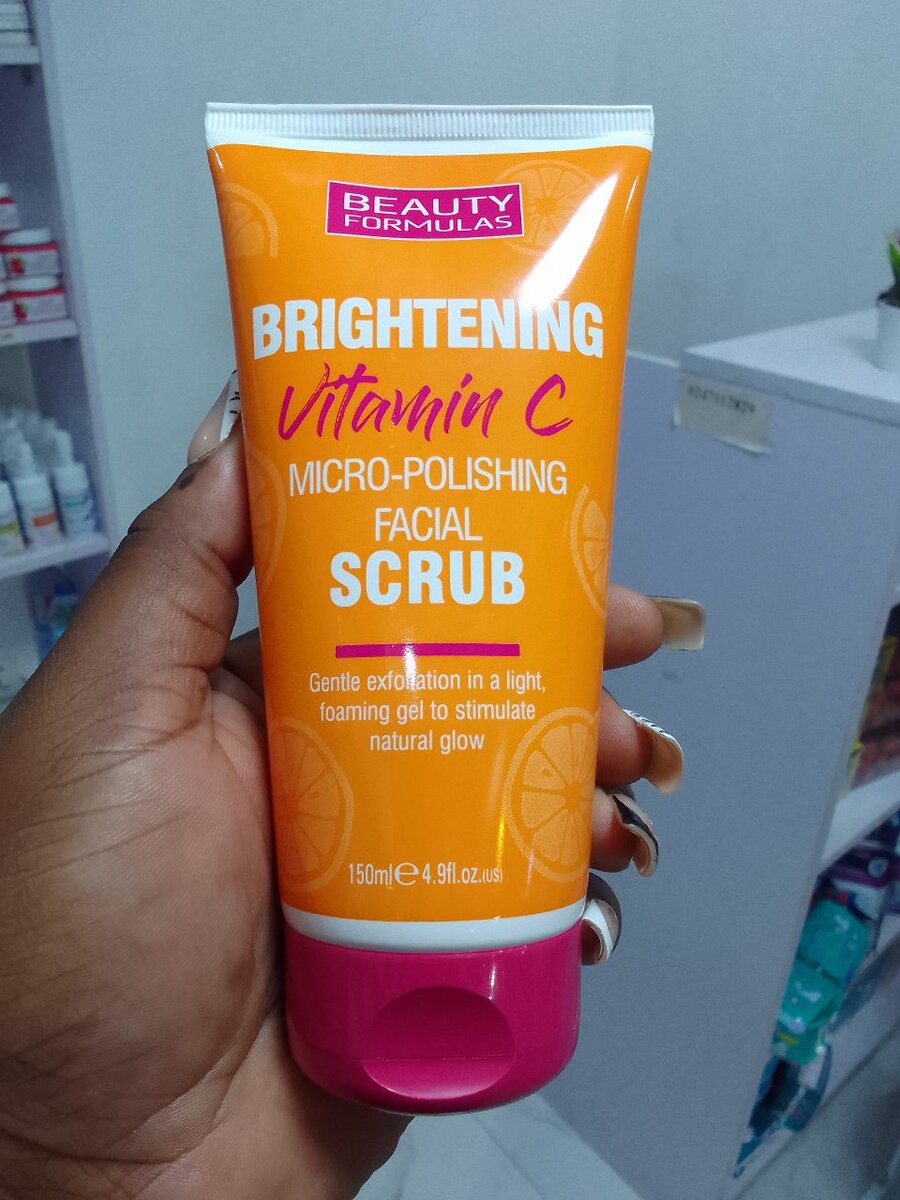 BEAUTY
FORMULAS
BRIGHTENING
Vitamin C
MICRO-POLISHING
FACIAL
SCRUB
Gentle exfoliation in a light,
foaming gel to stimulate
natural glow
150ml℮4.9fl.oz.(US)